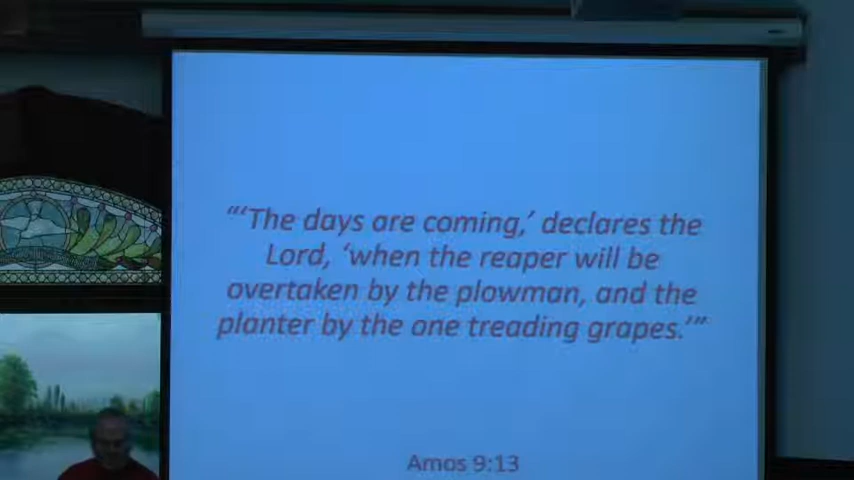 “‘The days are coming,’ declares the
Lord, ‘when the reaper will be
overtaken by the plowman, and the
planter by the one treading grapes.’”
Amos 9:13